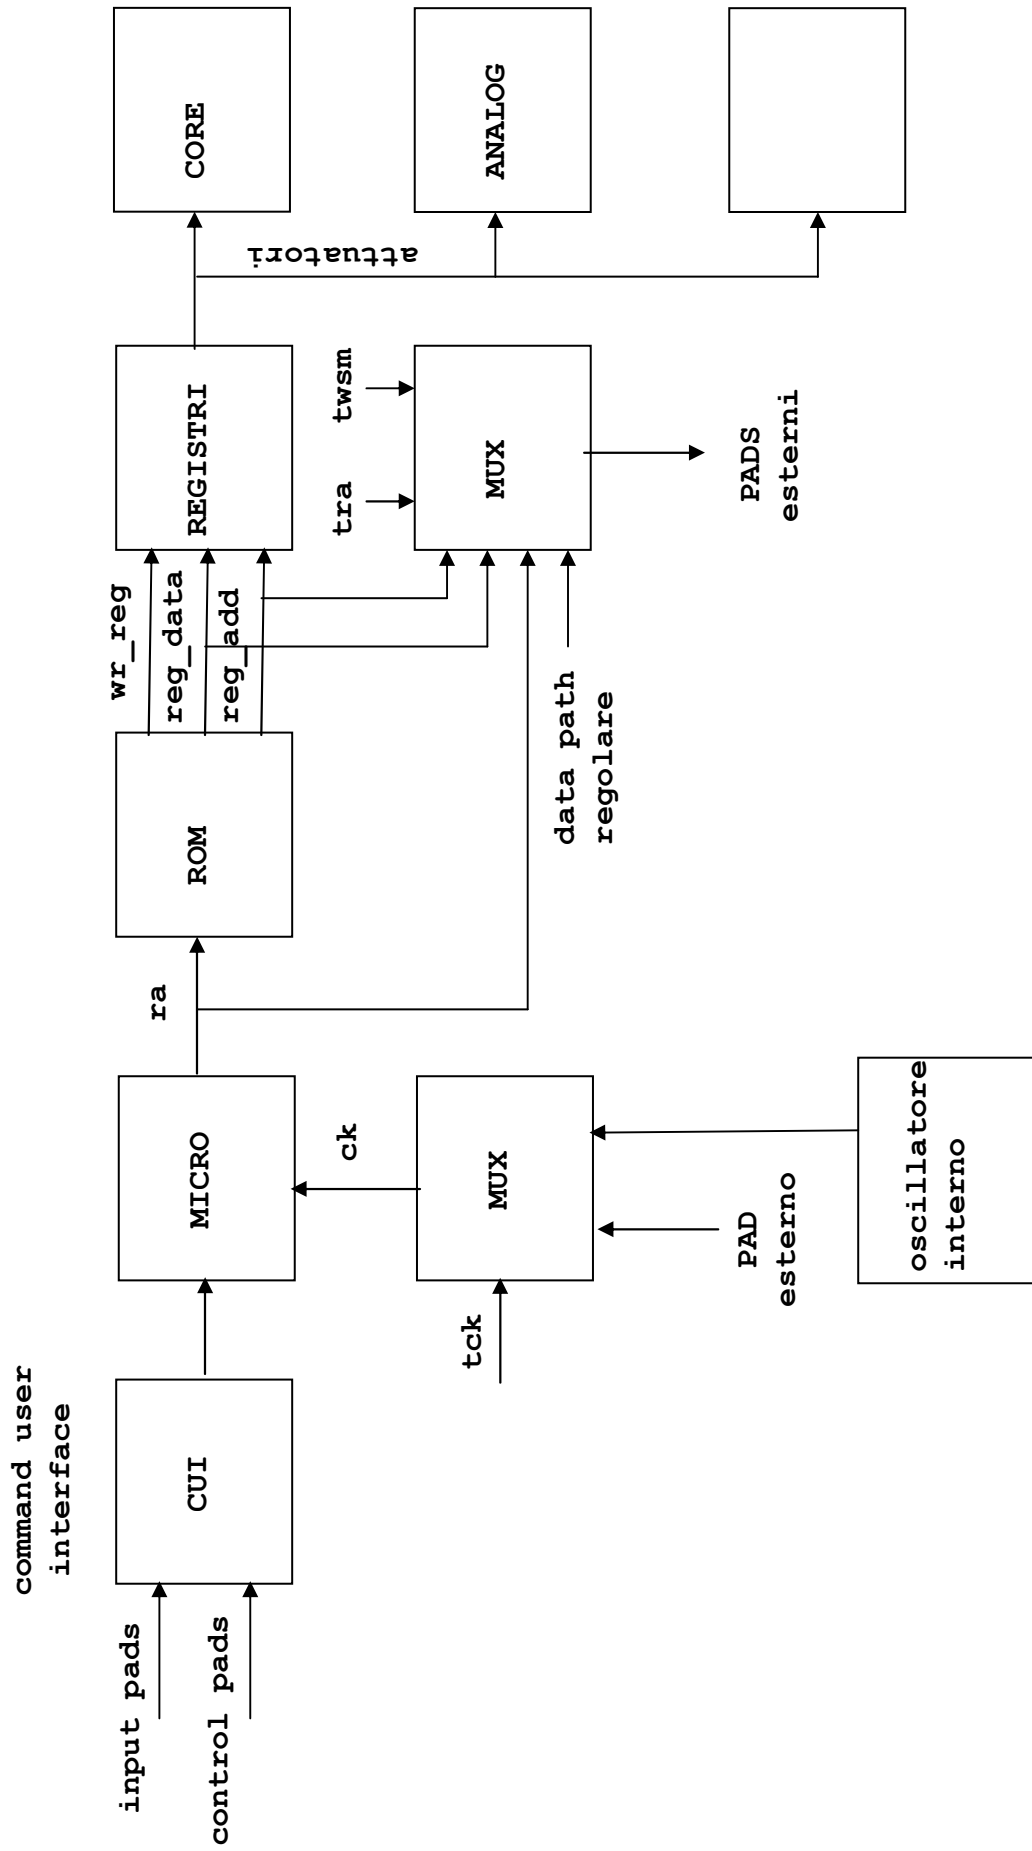 command user
interface
input pads
control pads
CUI
MICRO
ra
ROM
wr_reg
reg_data
reg_add
REGISTRI
attuatori
CORE
ANALOG
tck
MUX
ck
PAD
esterno
oscillatore
interno
data path
regolare
tra
twsm
MUX
PADS
esterni